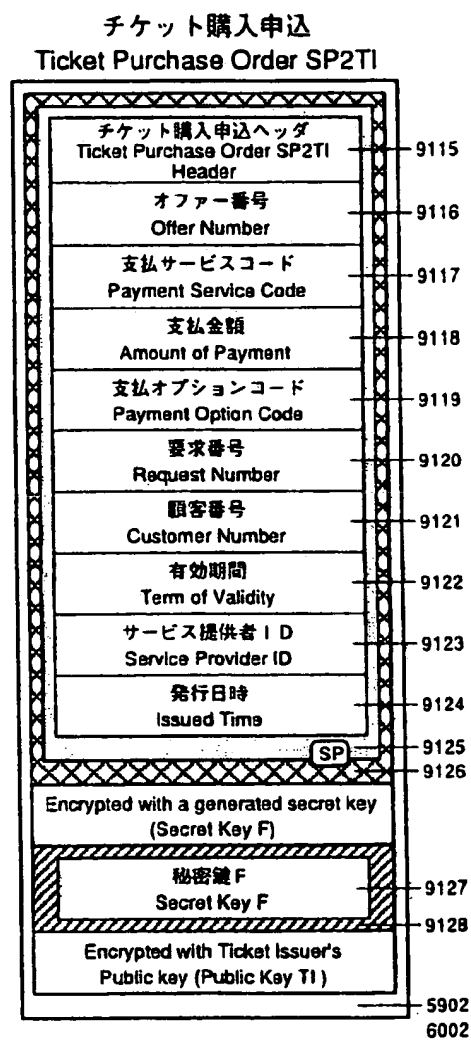 チケット購入申込
Ticket Purchase Order SP2TI
チケット購入申込ヘッダ
Ticket Purchase Order SP2TI
Header
9115
オファー番号
Offer Number
9116
支払サービスコード
Payment Service Code
9117
支払金額
Amount of Payment
9118
支払オプションコード
Payment Option Code
9119
要求番号
Request Number
9120
顧客番号
Customer Number
9121
有効期間
Term of Validity
9122
サービス提供者ID
Service Provider ID
9123
発行日時
Issued Time
9124
SP
9125
9126
Encrypted with a generated secret key
(Secret Key F)
秘密鍵F
Secret Key F
9127
9128
Encrypted with Ticket Issuer's
Public key (Public Key TI)
5902
6002